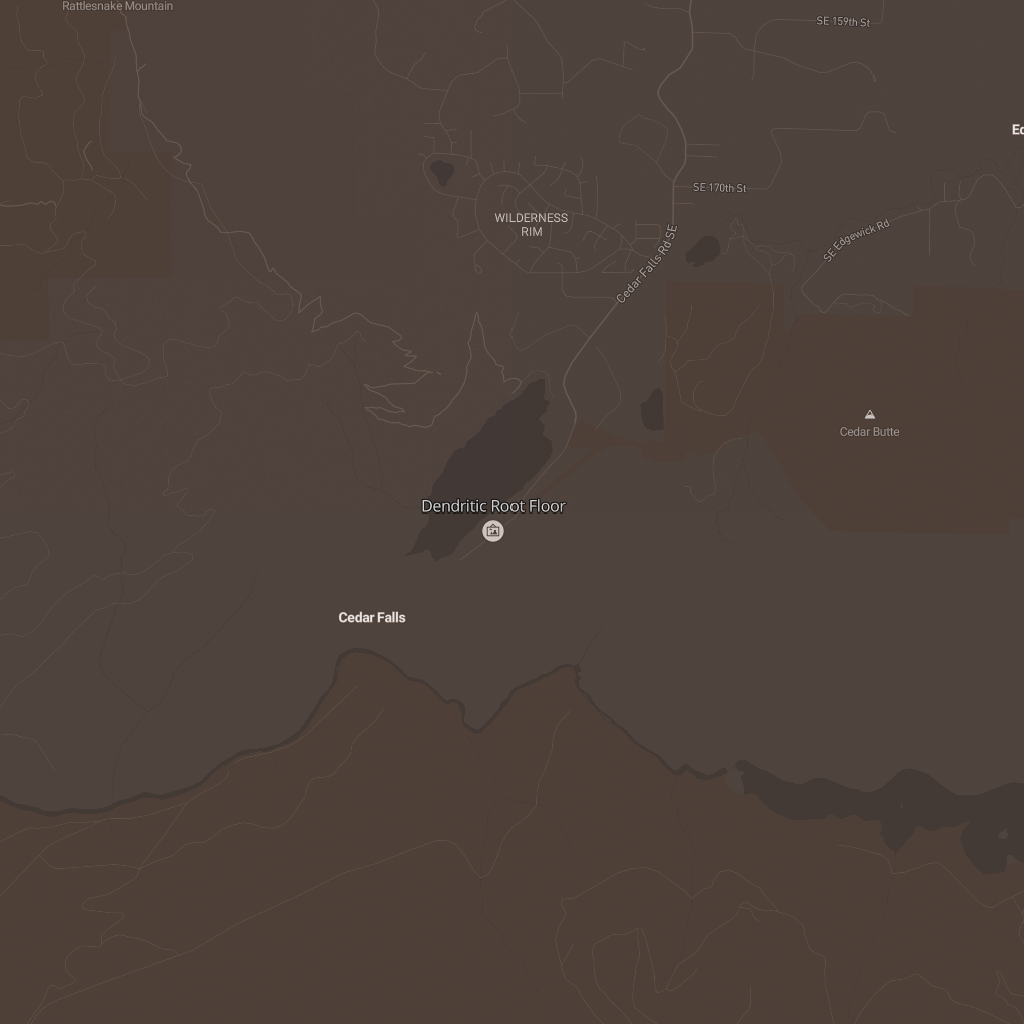 Rattlesnake Mountain
SE 159th St
SE 170th St
WILDERNESS
RIM
SE Edgewick Rd
Cedar Falls Rd SE
Cedar Butte
Dendritic Root Floor
Cedar Falls